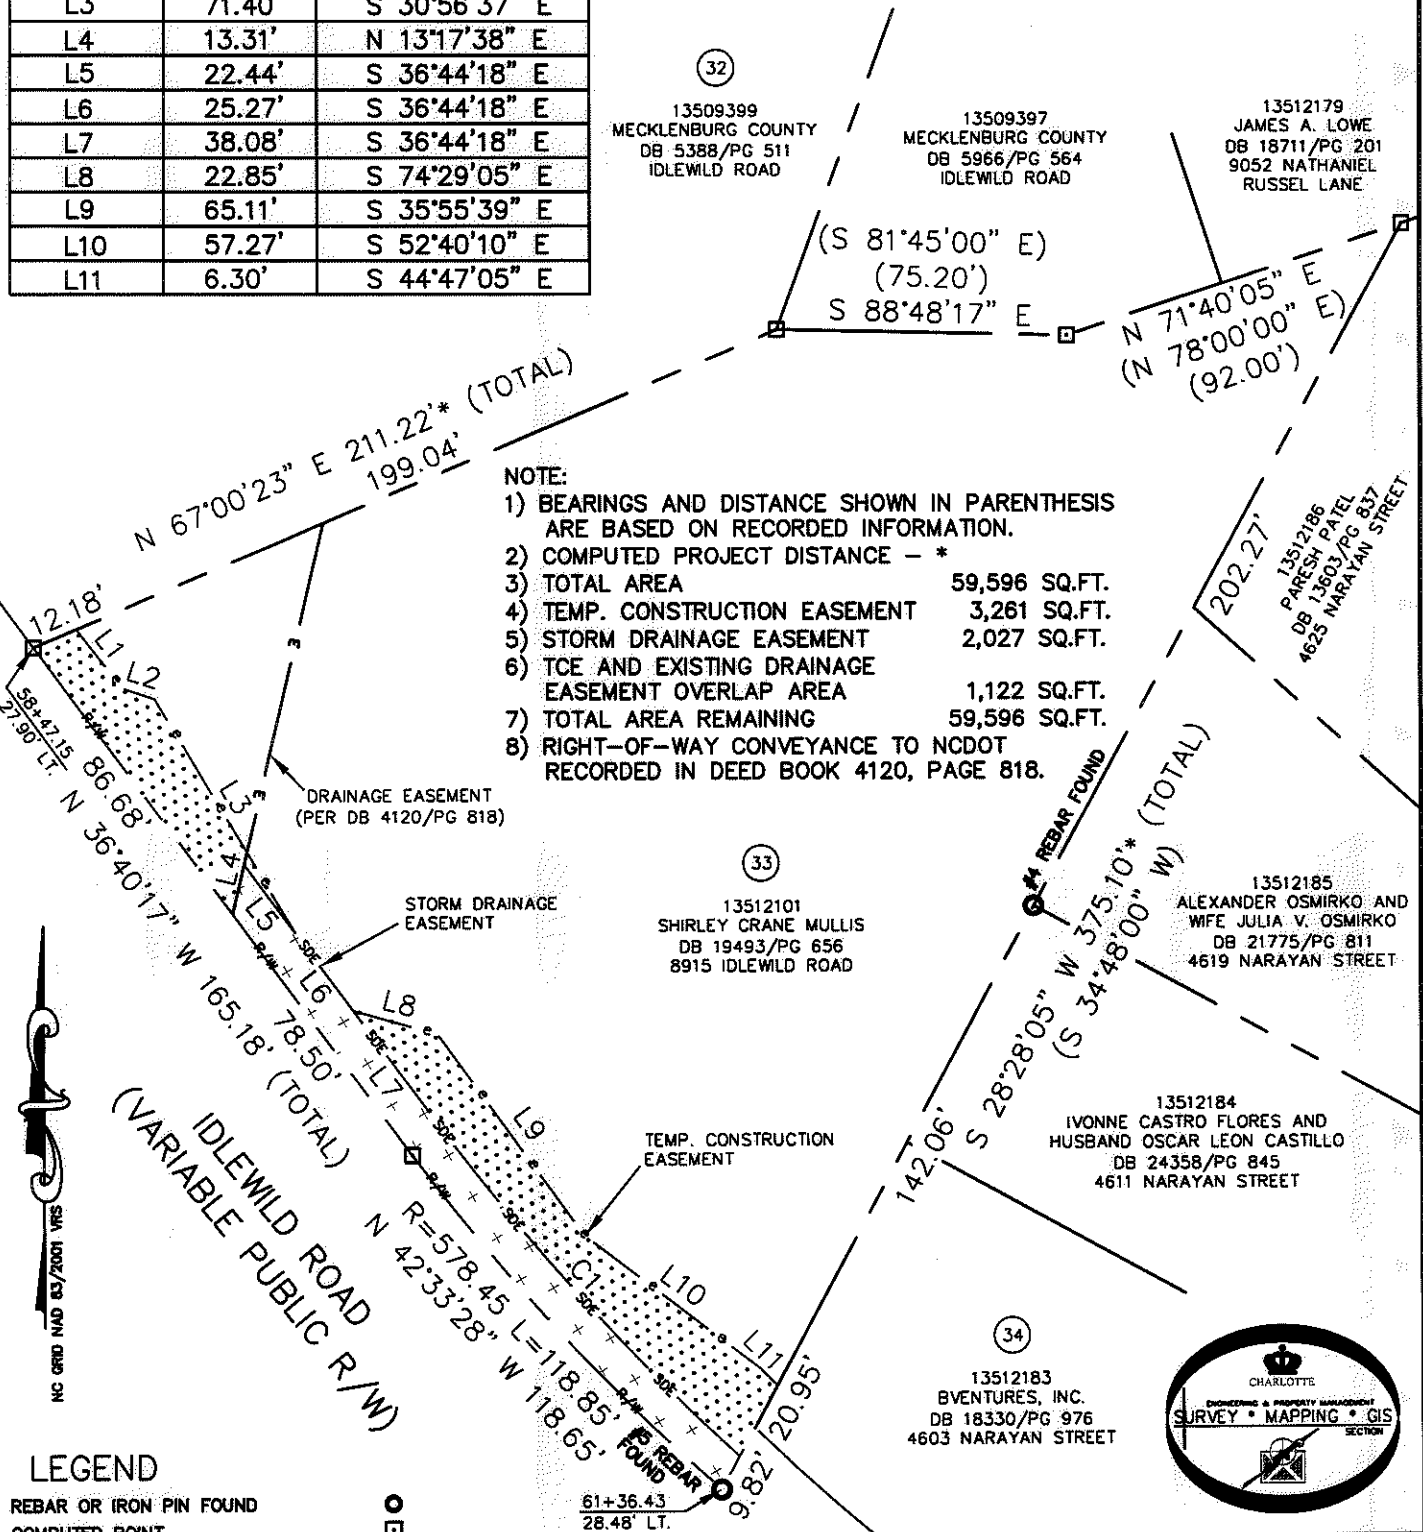 L3 71.40' S 30°56'37" E
L4 13.31' N 13°17'38" E
L5 22.44' S 36°44'18" E
L6 25.27' S 36°44'18" E
L7 38.08' S 36°44'18" E
L8 22.85' S 74°29'05" E
L9 65.11' S 35°55'39" E
L10 57.27' S 52°40'10" E
L11 6.30' S 44°47'05" E
32
13509399
MECKLENBURG COUNTY
DB 5388/PG 511
IDLEWILD ROAD
13509397
MECKLENBURG COUNTY
DB 5966/PG 564
IDLEWILD ROAD
13512179
JAMES A. LOWE
DB 18711/PG 201
9052 NATHANIEL
RUSSEL LANE
(S 81°45'00" E)
(75.20')
S 88°48'17" E
N 71°40'05" E
(N 78°00'00" E)
(92.00')
N 67°00'23" E 211.22'* (TOTAL)
199.04'
NOTE:
1) BEARINGS AND DISTANCE SHOWN IN PARENTHESIS
ARE BASED ON RECORDED INFORMATION.
2) COMPUTED PROJECT DISTANCE – *
3) TOTAL AREA 59,596 SQ.FT.
4) TEMP. CONSTRUCTION EASEMENT 3,261 SQ.FT.
5) STORM DRAINAGE EASEMENT 2,027 SQ.FT.
6) TCE AND EXISTING DRAINAGE
EASEMENT OVERLAP AREA 1,122 SQ.FT.
7) TOTAL AREA REMAINING 59,596 SQ.FT.
8) RIGHT–OF–WAY CONVEYANCE TO NCDOT
RECORDED IN DEED BOOK 4120, PAGE 818.
202.27'
13512186
PARESH PATEL
DB 13603/PG 837
4625 NARAYAN STREET
12.18'
L1
L2
58+47.15
27.90' LT.
R/W
86.68'
N 36°40'17" W 165.18' (TOTAL)
L3
L4
L5
R/W
SDE
L6
78.50'
DRAINAGE EASEMENT
(PER DB 4120/PG 818)
STORM DRAINAGE
EASEMENT
33
13512101
SHIRLEY CRANE MULLIS
DB 19493/PG 656
8915 IDLEWILD ROAD
#4 REBAR FOUND
S 28°28'05" W 375.10'* (TOTAL)
(S 34°48'00" W)
13512185
ALEXANDER OSMIRKO AND
WIFE JULIA V. OSMIRKO
DB 21775/PG 811
4619 NARAYAN STREET
L8
SDE
L7
SDE
L9
R/W
SDE
TEMP. CONSTRUCTION
EASEMENT
142.06'
13512184
IVONNE CASTRO FLORES AND
HUSBAND OSCAR LEON CASTILLO
DB 24358/PG 845
4611 NARAYAN STREET
IDLEWILD ROAD
(VARIABLE PUBLIC R/W)
NC GRID NAD 83/2001 VRS
C1
SDE
L10
L11
SDE
R/W
R=578.45 L=118.85'
N 42°33'28" W 118.65'
#5 REBAR
FOUND
20.95'
9.82'
61+36.43
28.48' LT.
34
13512183
BVENTURES, INC.
DB 18330/PG 976
4603 NARAYAN STREET
CHARLOTTE
ENGINEERING & PROPERTY MANAGEMENT
SURVEY * MAPPING * GIS
SECTION
LEGEND
REBAR OR IRON PIN FOUND
COMPUTED POINT